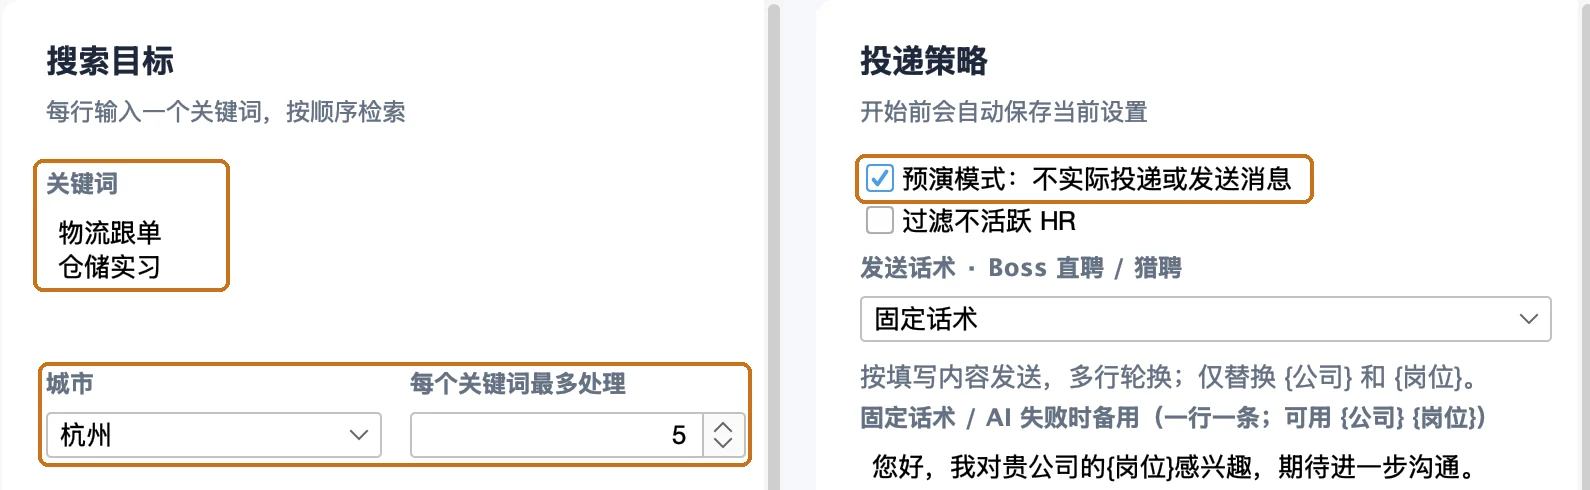 搜索目标
每行输入一个关键词，按顺序检索
关键词
物流跟单
仓储实习
城市
每个关键词最多处理
杭州
5
投递策略
开始前会自动保存当前设置
预演模式：不实际投递或发送消息
过滤不活跃 HR
发送话术 · Boss 直聘 / 猎聘
固定话术
按填写内容发送，多行轮换；仅替换 {公司} 和 {岗位}。
固定话术 / AI 失败时备用（一行一条；可用 {公司} {岗位}）
您好，我对贵公司的{岗位}感兴趣，期待进一步沟通。